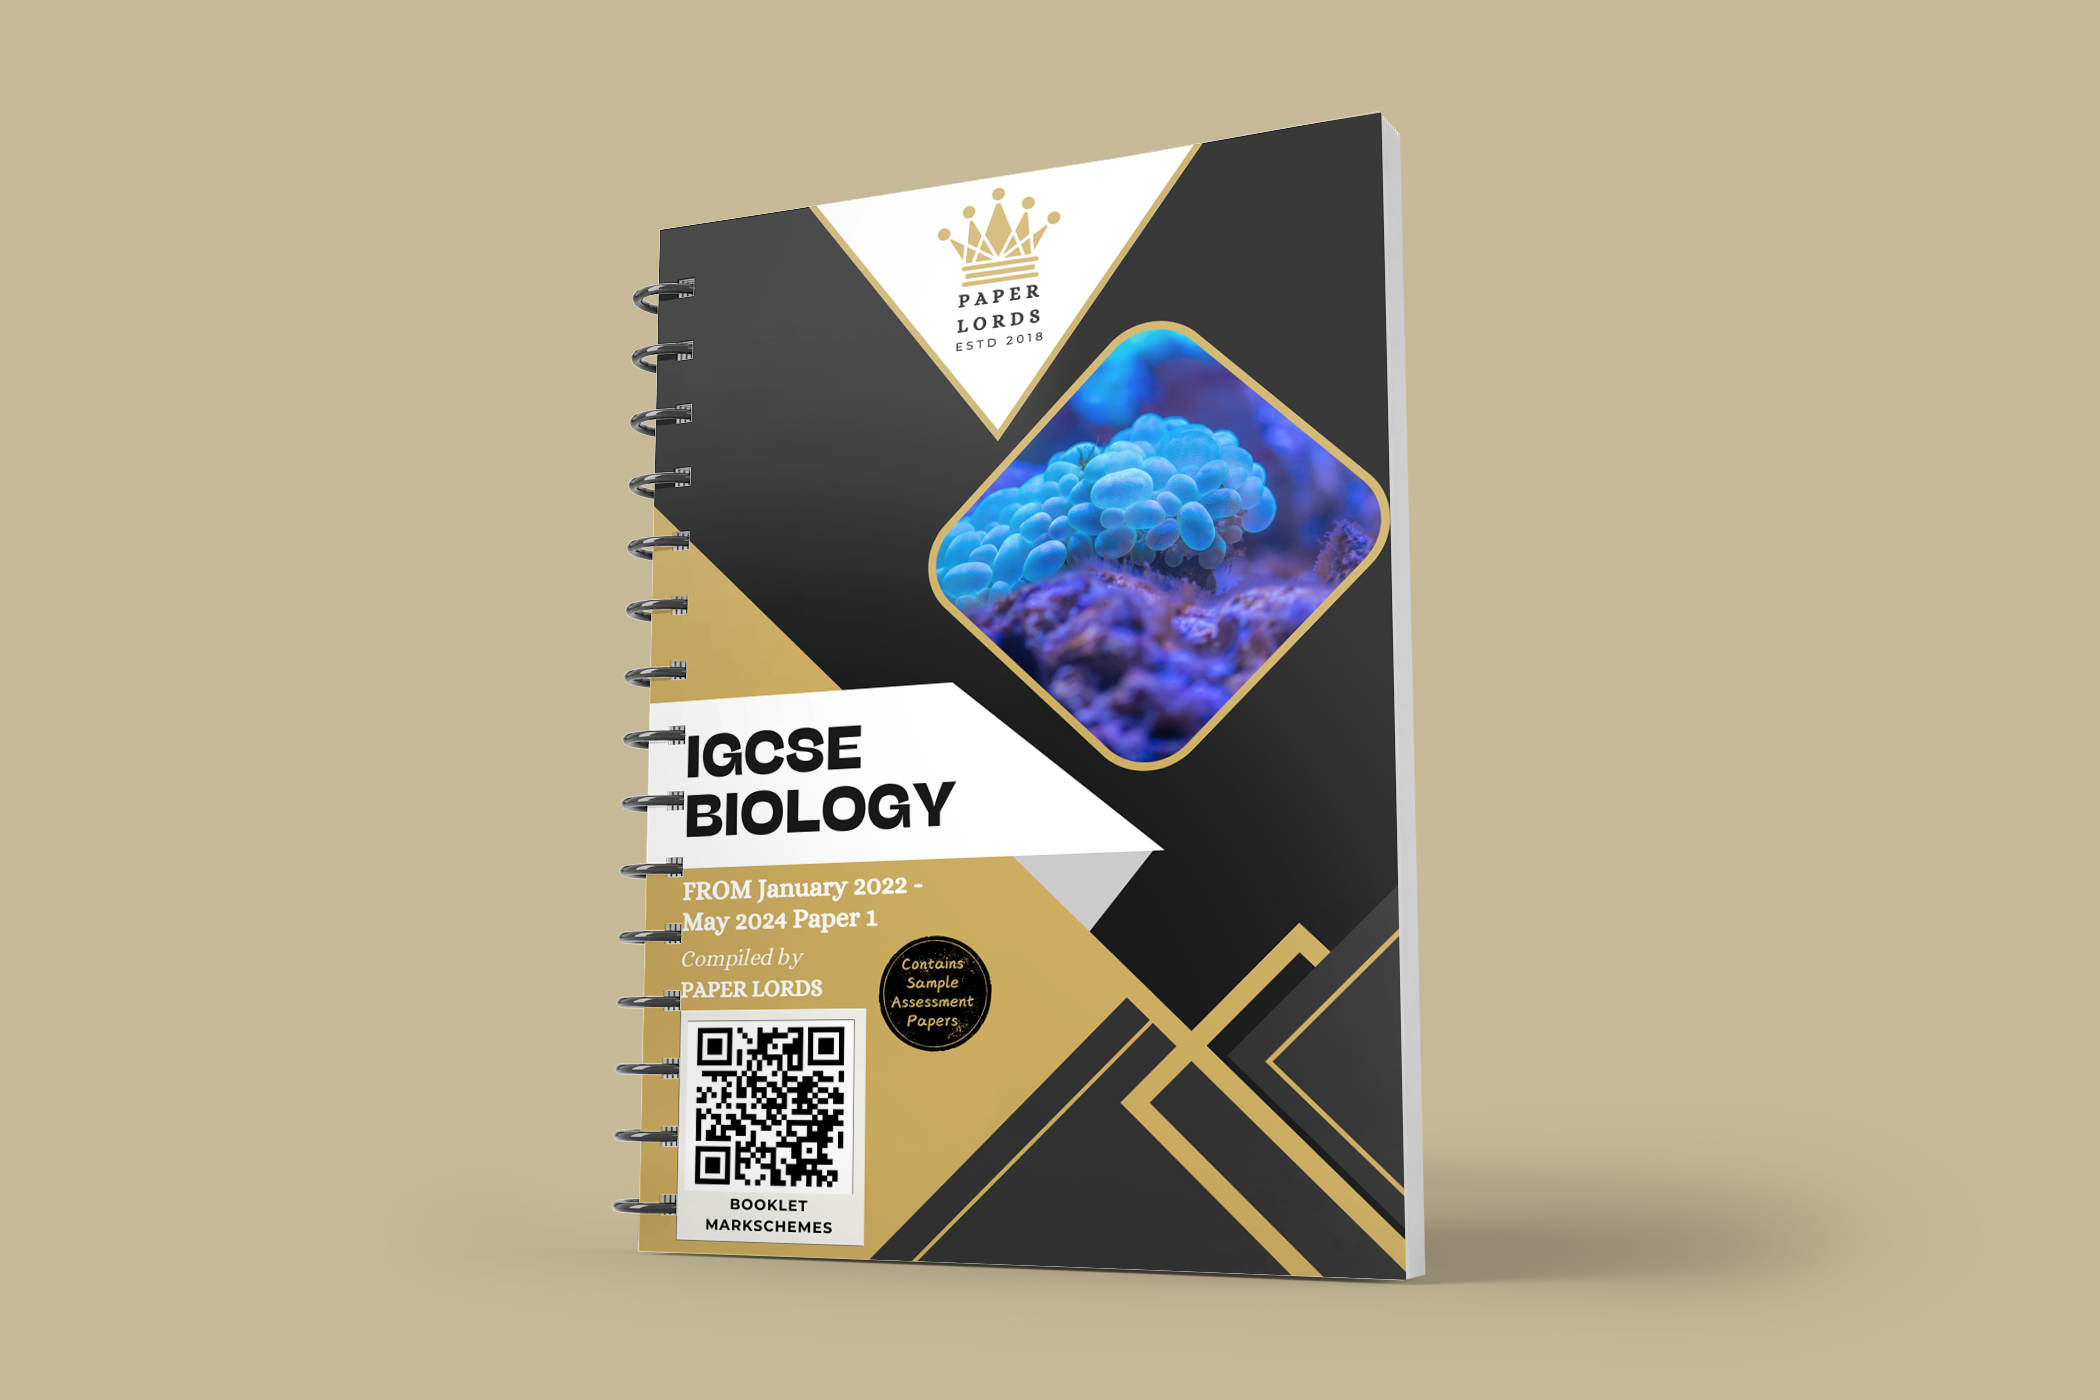 PAPER
LORDS
ESTD 2018
IGCSE
BIOLOGY
FROM January 2022 -
May 2024 Paper 1
Compiled by
PAPER LORDS
Contains
Sample
Assessment
Papers
BOOKLET
MARKSCHEMES